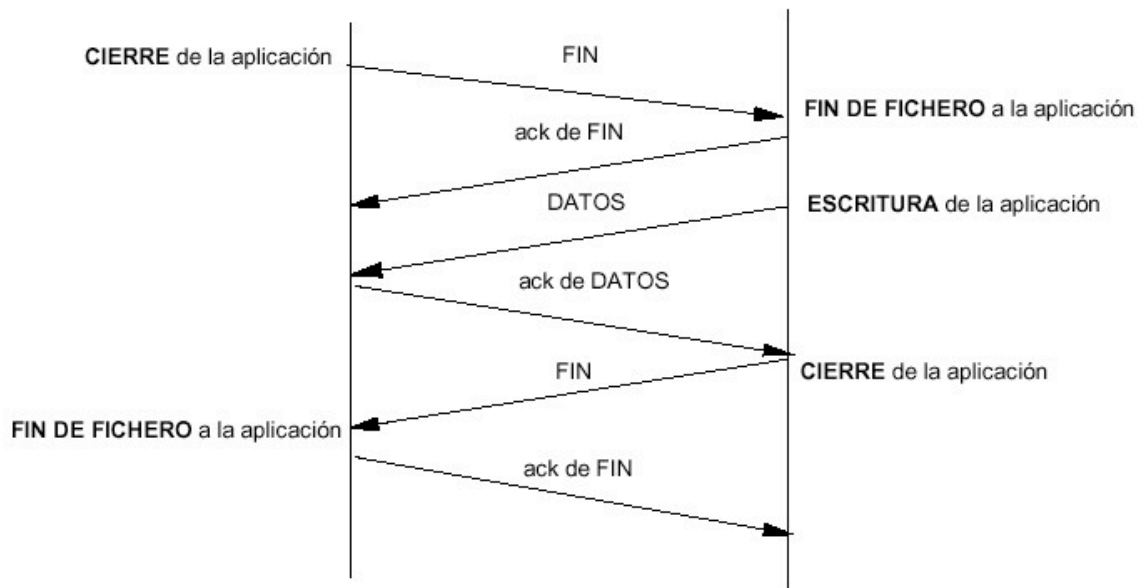 CIERRE de la aplicación
FIN
FIN DE FICHERO a la aplicación
ack de FIN
DATOS
ESCRITURA de la aplicación
ack de DATOS
FIN
CIERRE de la aplicación
FIN DE FICHERO a la aplicación
ack de FIN